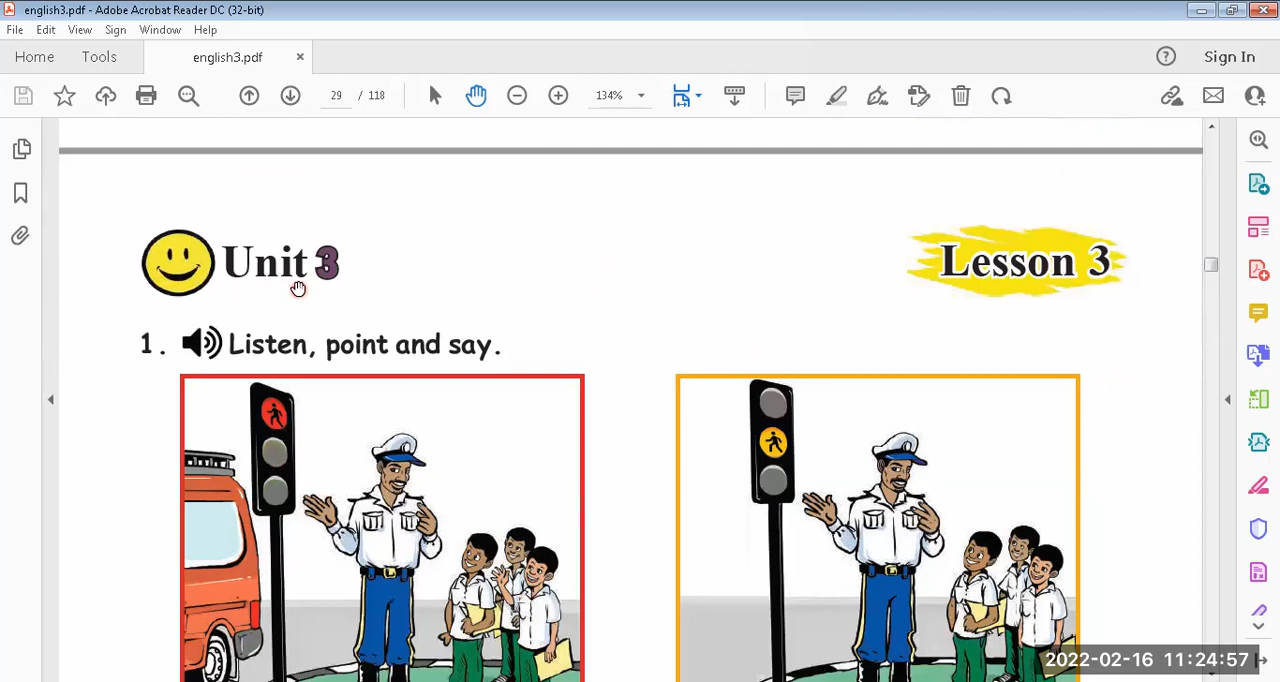 english3.pdf - Adobe Acrobat Reader DC (32-bit)
File Edit View Sign Window Help
Home Tools english3.pdf × ? Sign In
29 / 118 134%
Unit 3 Lesson 3
1. Listen, point and say.
2022-02-16 11:24:57